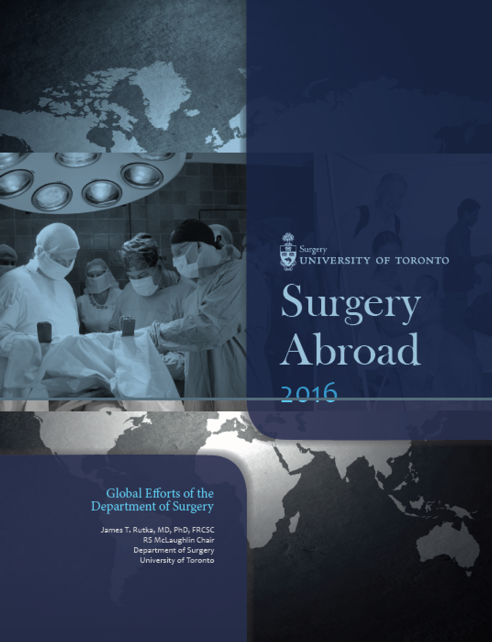 Surgery
UNIVERSITY OF TORONTO
Surgery
Abroad
2016
Global Efforts of the
Department of Surgery
James T. Rutka, MD, PhD, FRCSC
RS McLaughlin Chair
Department of Surgery
University of Toronto